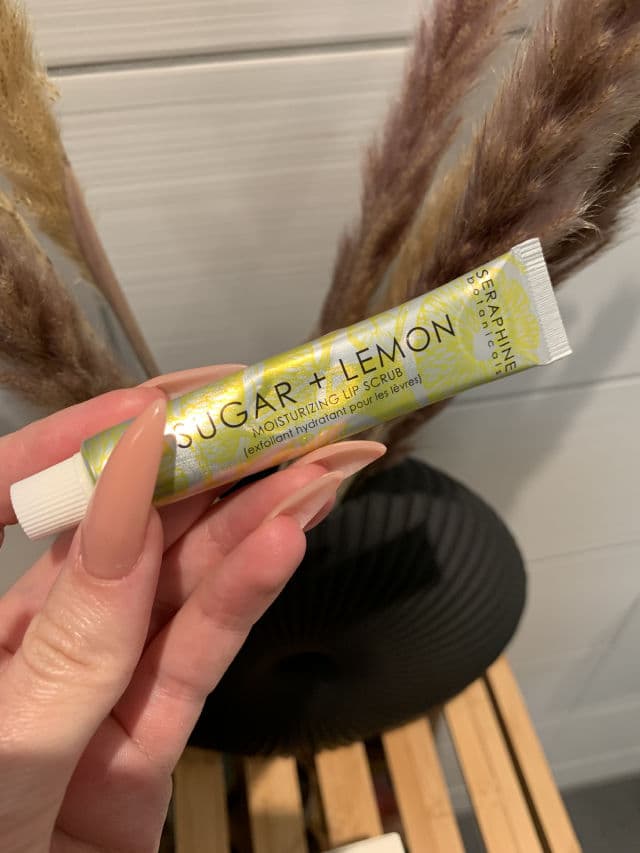 SUGAR + LEMON
MOISTURIZING LIP SCRUB
(exfoliant hydratant pour les lèvres)
SERAPHINE
botanicals